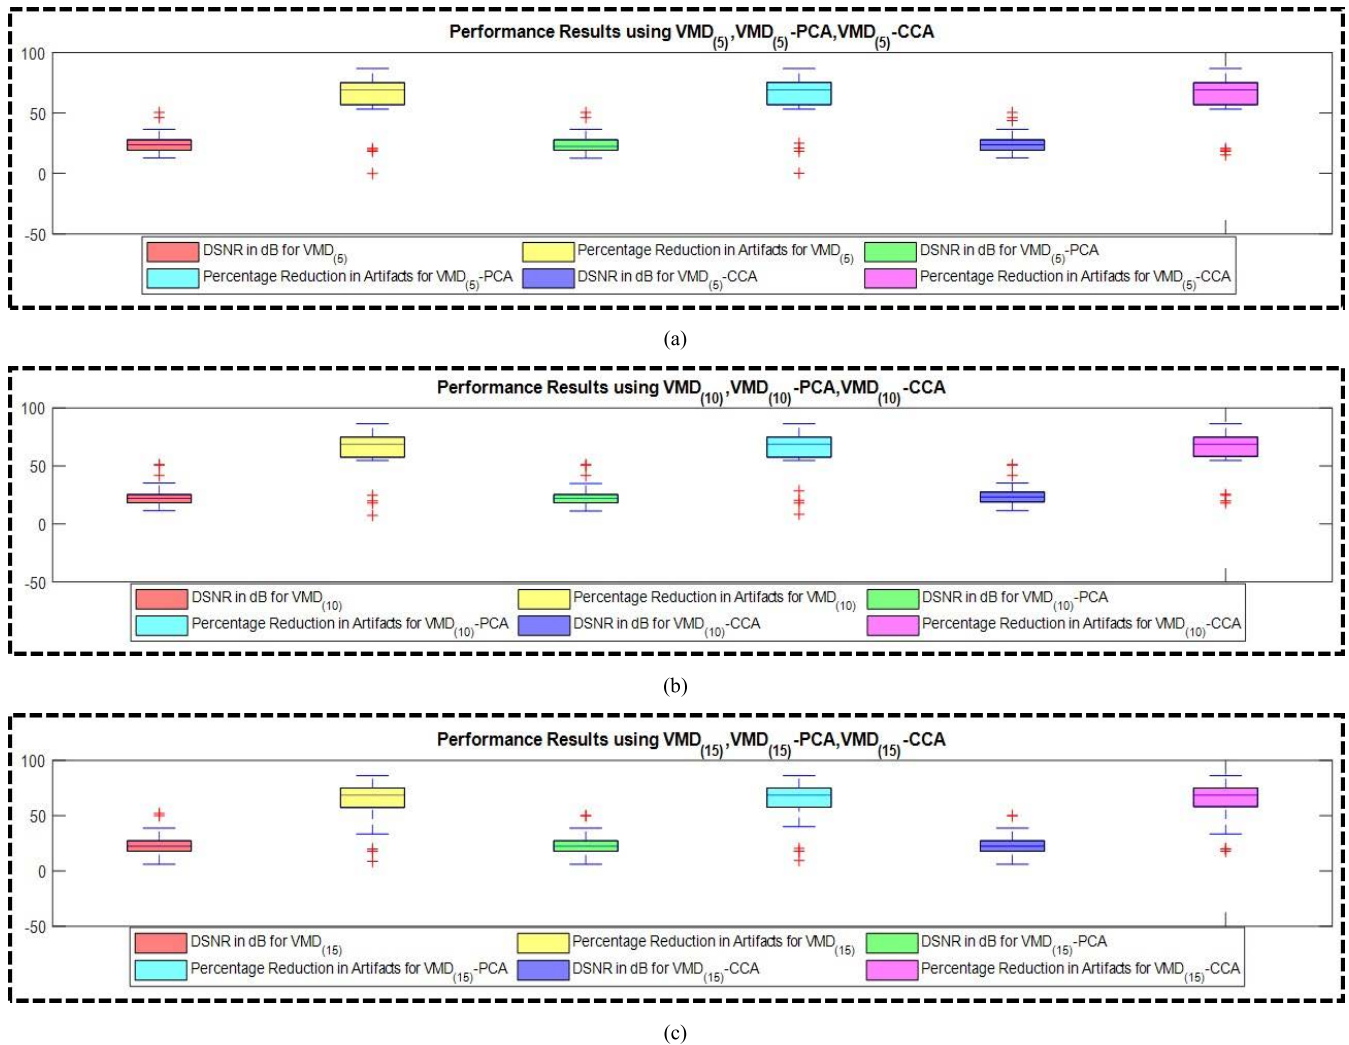 (a)
Performance Results using VMD(5),VMD(5)-PCA,VMD(5)-CCA
100
50
0
-50
DSNR in dB for VMD(5) Percentage Reduction in Artifacts for VMD(5) DSNR in dB for VMD(5)-PCA
Percentage Reduction in Artifacts for VMD(5)-PCA DSNR in dB for VMD(5)-CCA Percentage Reduction in Artifacts for VMD(5)-CCA
(a)
Performance Results using VMD(10),VMD(10)-PCA,VMD(10)-CCA
100
50
0
-50
DSNR in dB for VMD(10) Percentage Reduction in Artifacts for VMD(10) DSNR in dB for VMD(10)-PCA
Percentage Reduction in Artifacts for VMD(10)-PCA DSNR in dB for VMD(10)-CCA Percentage Reduction in Artifacts for VMD(10)-CCA
(b)
Performance Results using VMD(15),VMD(15)-PCA,VMD(15)-CCA
100
50
0
-50
DSNR in dB for VMD(15) Percentage Reduction in Artifacts for VMD(15) DSNR in dB for VMD(15)-PCA
Percentage Reduction in Artifacts for VMD(15)-PCA DSNR in dB for VMD(15)-CCA Percentage Reduction in Artifacts for VMD(15)-CCA
(c)